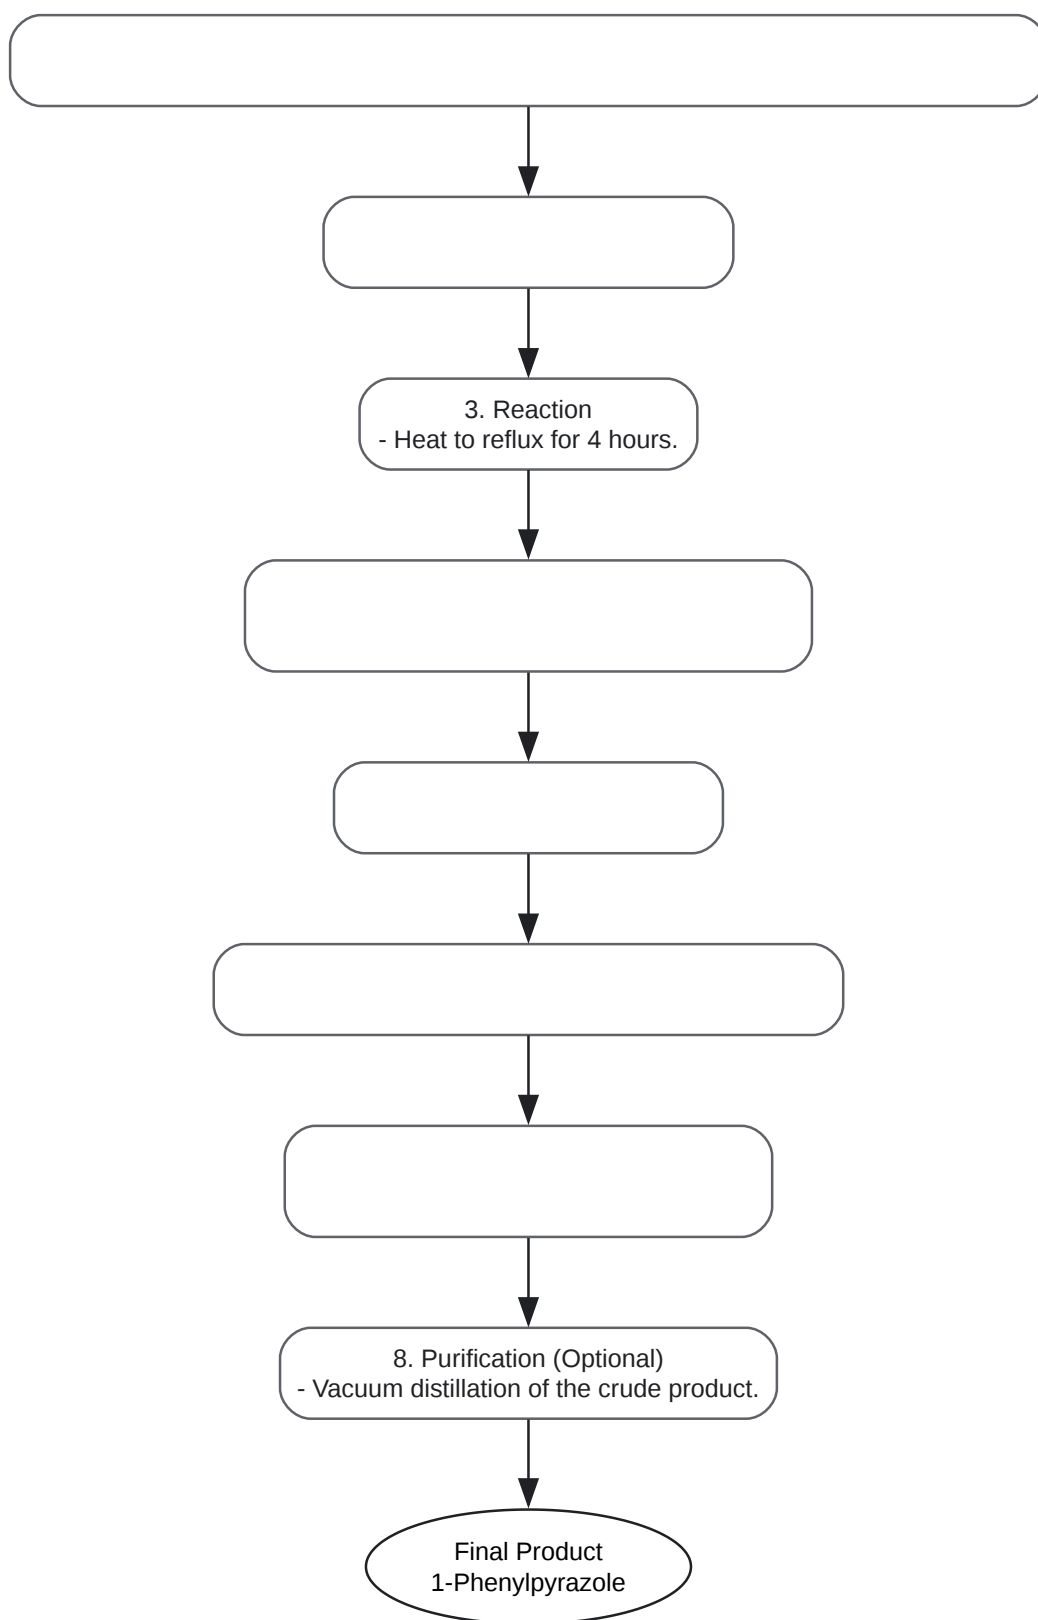 3. Reaction
- Heat to reflux for 4 hours.
8. Purification (Optional)
- Vacuum distillation of the crude product.
Final Product
1-Phenylpyrazole